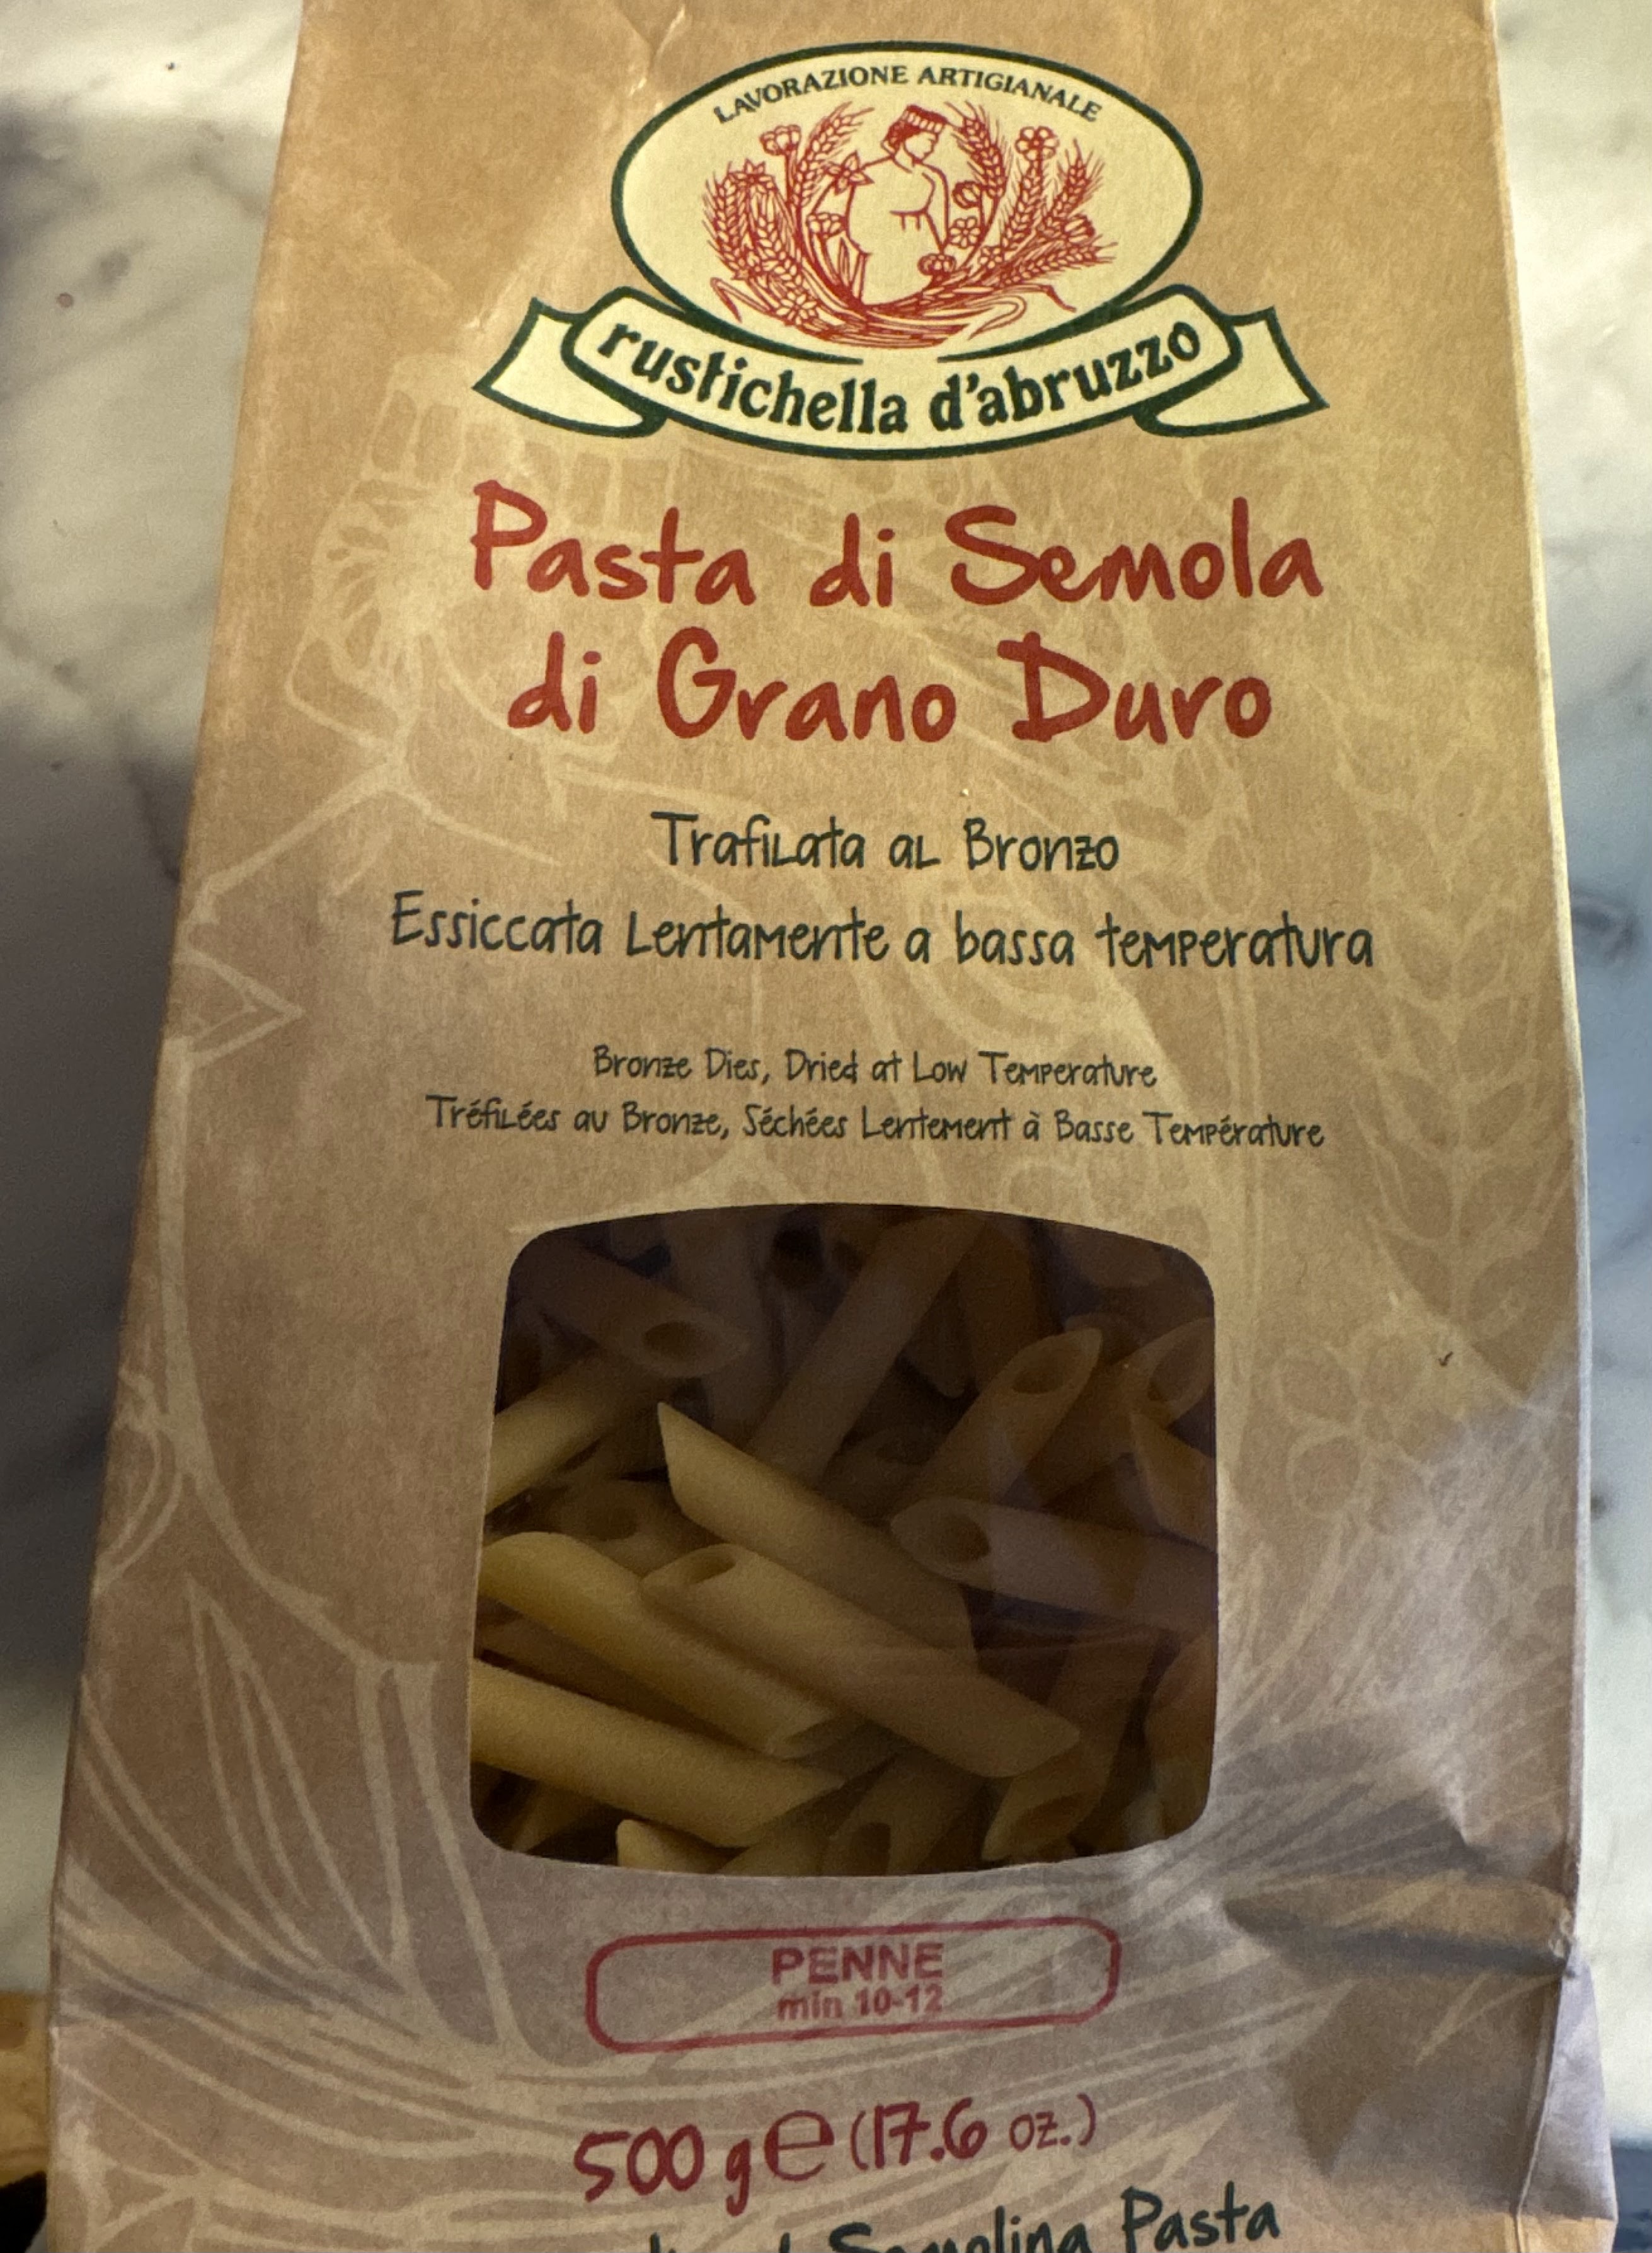 LAVORAZIONE ARTIGIANALE
rustichella d'abruzzo
Pasta di Semola
di Grano Duro
Trafilata al Bronzo
Essiccata Lentamente a bassa temperatura
Bronze Dies, Dried at Low Temperature
Tréfilées au Bronze, Séchées Lentement à Basse Température
PENNE
min 10-12
500 g e (17.6 oz.)
Semolina Pasta